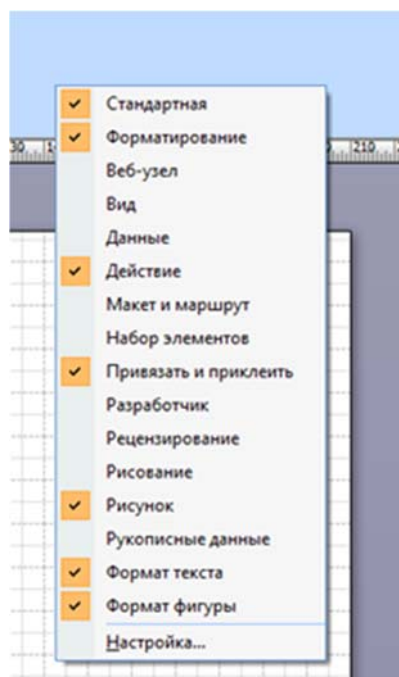 Стандартная
Форматирование
Веб-узел
Вид
Данные
Действие
Макет и маршрут
Набор элементов
Привязать и приклеить
Разработчик
Рецензирование
Рисование
Рисунок
Рукописные данные
Формат текста
Формат фигуры
Настройка...
210